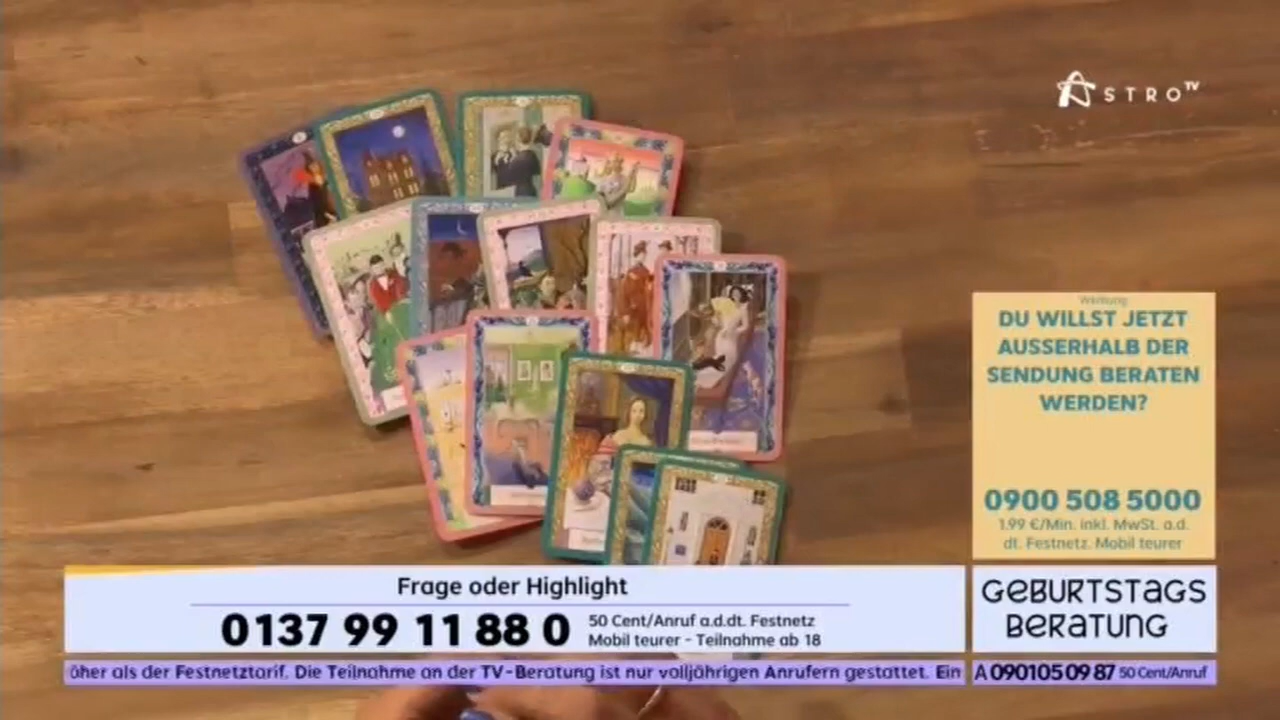 ASTRO TV
Werbung
DU WILLST JETZT
AUSSERHALB DER
SENDUNG BERATEN
WERDEN?
0900 508 5000
1.99 €/Min. inkl. MwSt. a.d.
dt. Festnetz. Mobil teurer
Frage oder Highlight
0137 99 11 88 0
50 Cent/Anruf a.d.dt. Festnetz
Mobil teurer - Teilnahme ab 18
GEBURTSTAGS
BERATUNG
öher als der Festnetztarif. Die Teilnahme an der TV-Beratung ist nur volljährigen Anrufern gestattet. Ein
A 09010509 87 50 Cent/Anruf